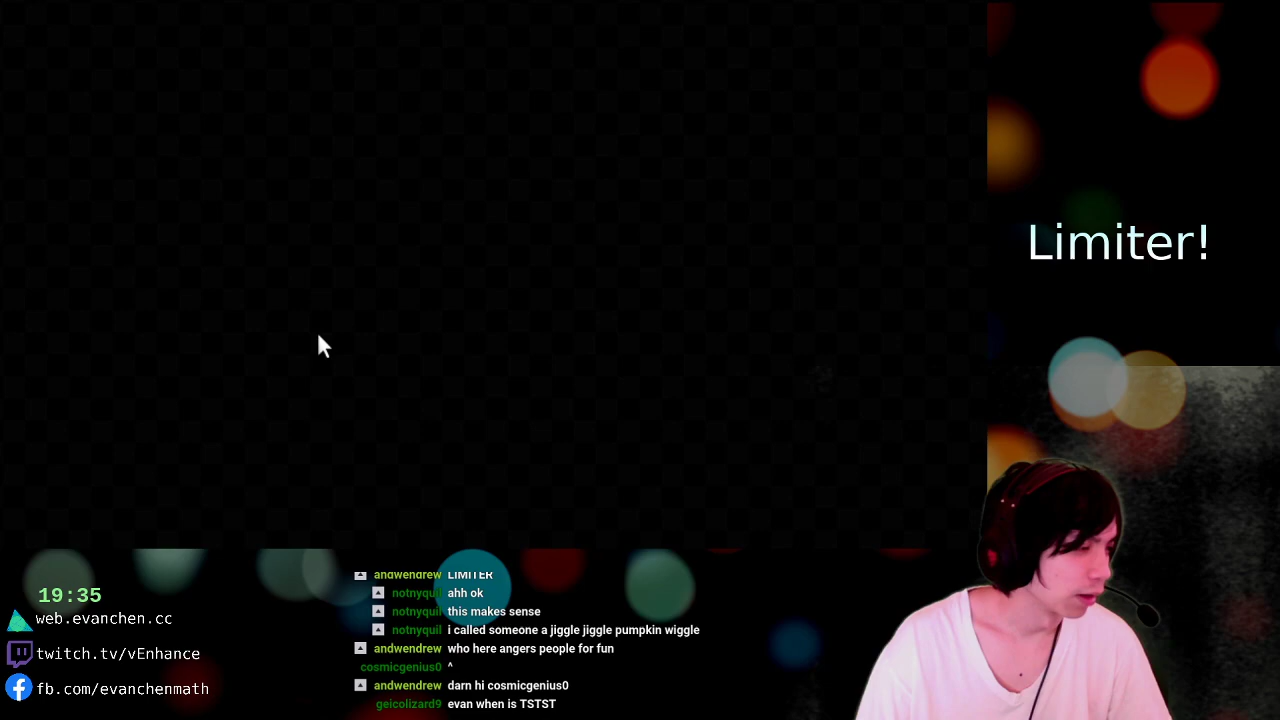 Limiter!
19:35
web.evanchen.cc
twitch.tv/vEnhance
fb.com/evanchenmath
andwendrew LIMITER
notnyquil ahh ok
notnyquil this makes sense
notnyquil i called someone a jiggle jiggle pumpkin wiggle
andwendrew who here angers people for fun
cosmicgenius0 ^
andwendrew darn hi cosmicgenius0
geicolizard9 evan when is TSTST